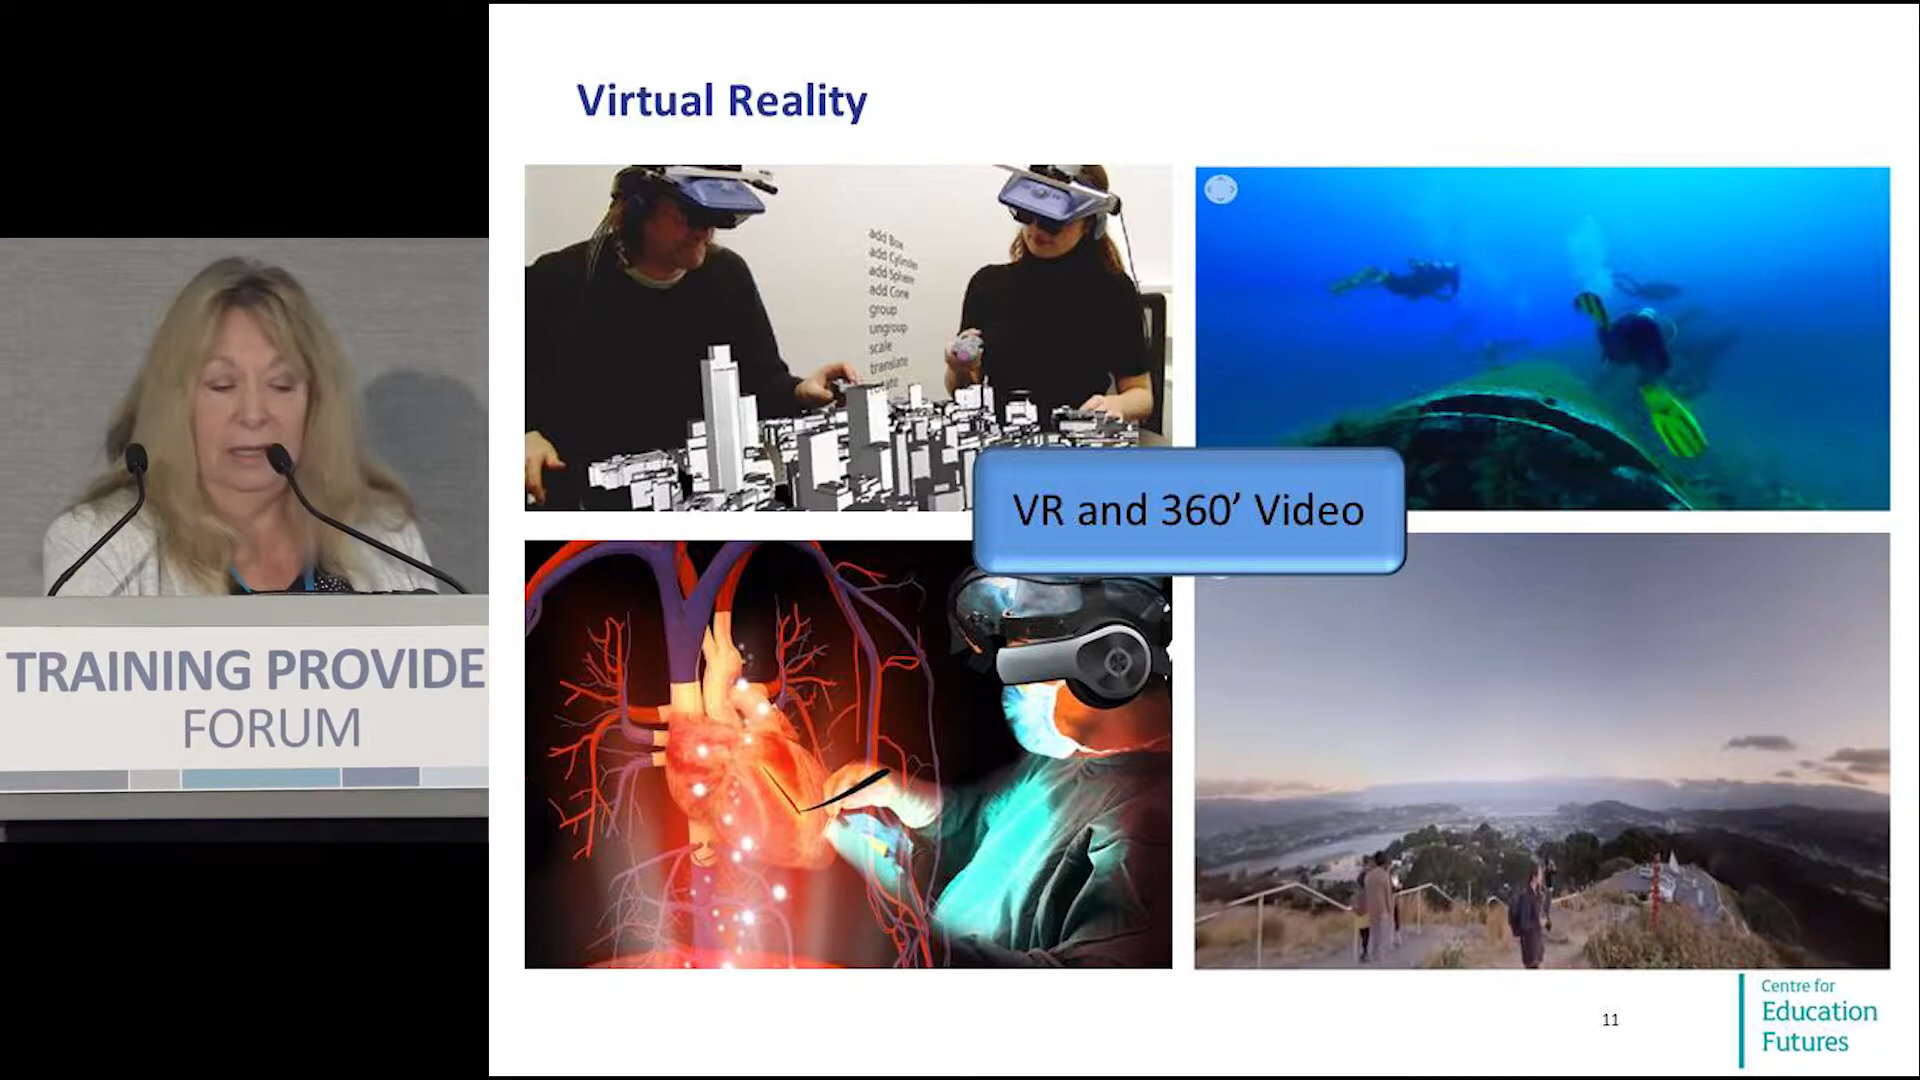 Virtual Reality
add Box
add Cylinder
add Sphere
add Cone
group
ungroup
scale
translate
rotate
VR and 360’ Video
TRAINING PROVIDE
FORUM
11
Centre for
Education
Futures